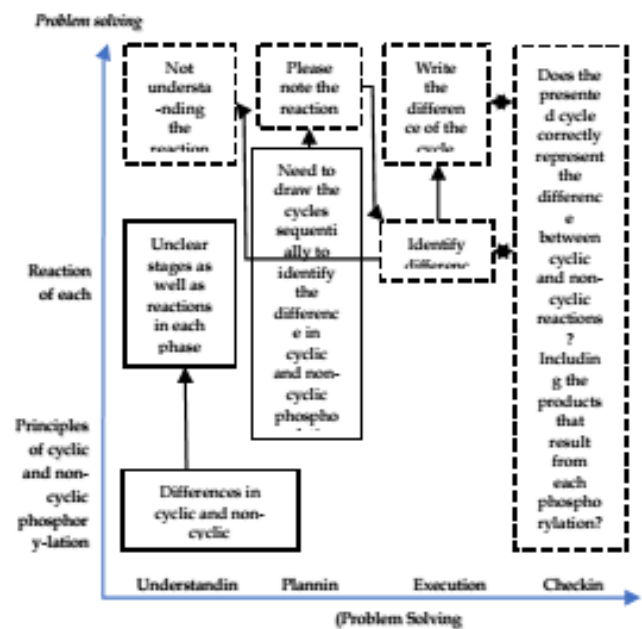 Problem solving
Not
understa
-nding
the
reaction
Please
note the
reaction
Write
the
differen
ce of the
cycle
Does the
presente
d cycle
correctly
represent
the
differenc
e
between
cyclic
and non-
cyclic
reactions
?
Includin
g the
products
that
result
from
each
phospho
rylation?
Need to
draw the
cycles
sequenti
ally to
identify
the
differenc
e in
cyclic
and non-
cyclic
phospho
Unclear
stages as
well as
reactions
in each
phase
Identify
differenc
Reaction
of each
Principles
of cyclic
and non-
cyclic
phosphor
y-lation
Differences in
cyclic and non-
cyclic
Understandin
Plannin
Execution
Checkin
(Problem Solving